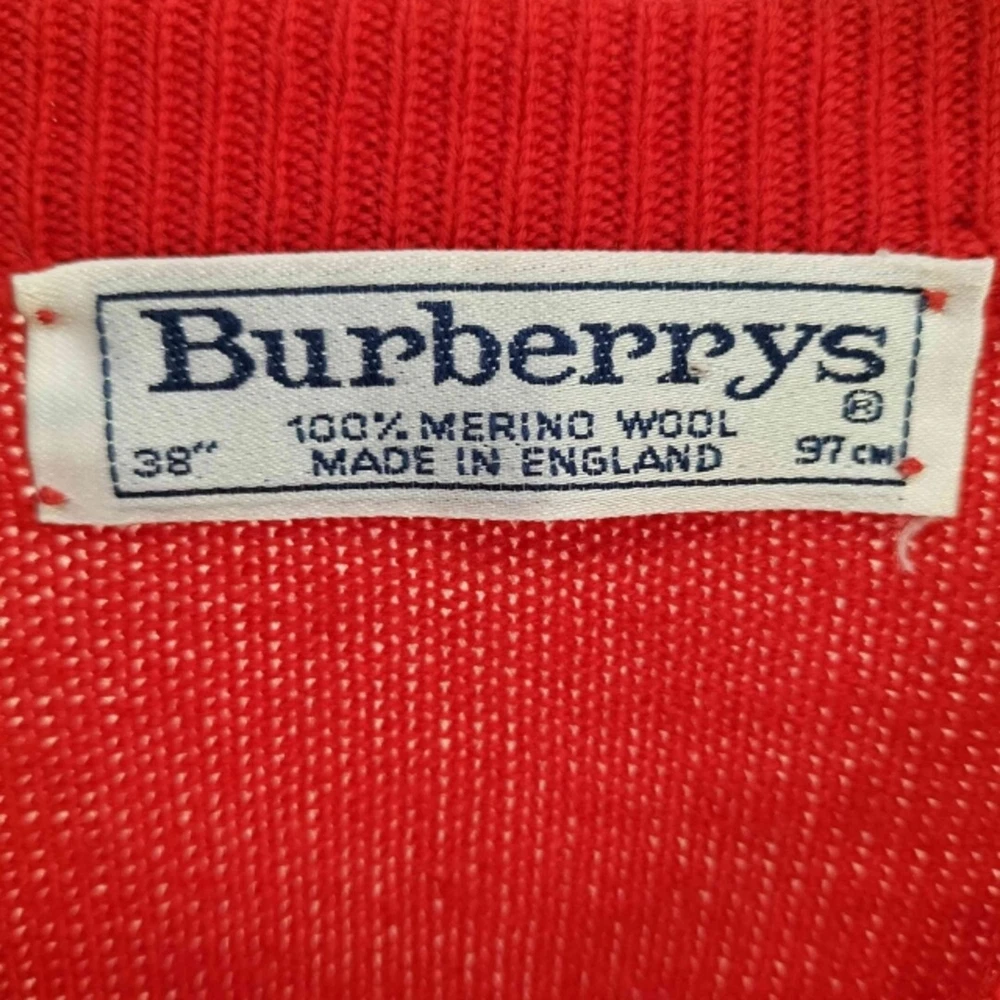 Burberrys
®
100% MERINO WOOL
38" MADE IN ENGLAND 97 CM